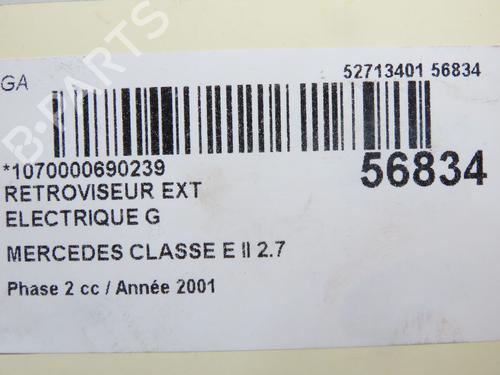 GA
52713401 56834
*1070000690239
56834
RETROVISEUR EXT
ELECTRIQUE G
MERCEDES CLASSE E II 2.7
Phase 2 cc / Année 2001
B-PARTS